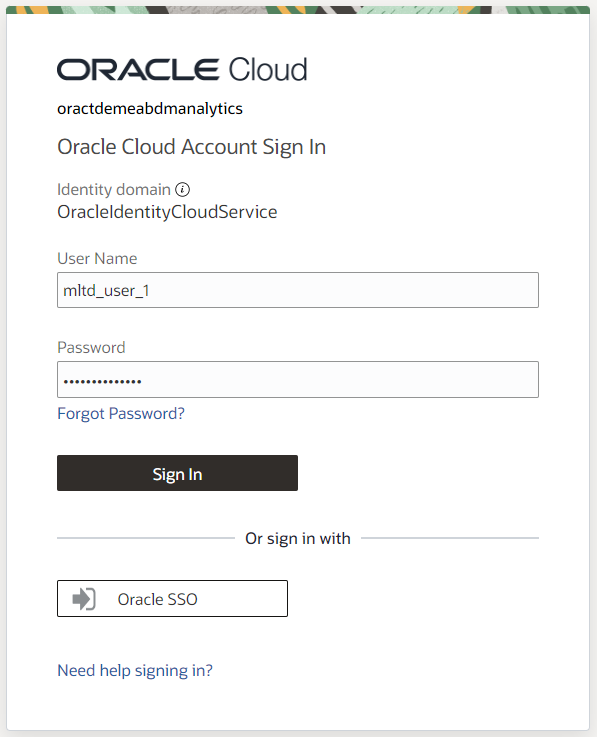 ORACLE Cloud
oractdemeabdmanalytics
Oracle Cloud Account Sign In
Identity domain
OracleIdentityCloudService
User Name
mltd_user_1
Password
••••••••••••••
Forgot Password?
Sign In
Or sign in with
Oracle SSO
Need help signing in?